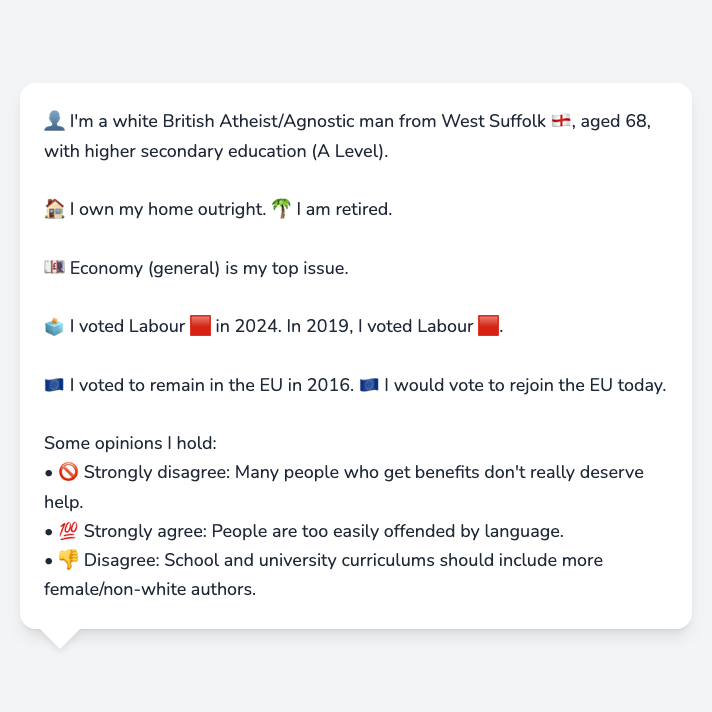 👤 I'm a white British Atheist/Agnostic man from West Suffolk 🏴󠁧󠁢󠁥󠁮󠁧󠁿, aged 68,
with higher secondary education (A Level).
🏠 I own my home outright. 🌴 I am retired.
💷 Economy (general) is my top issue.
🗳️ I voted Labour 🟥 in 2024. In 2019, I voted Labour 🟥.
🇪🇺 I voted to remain in the EU in 2016. 🇪🇺 I would vote to rejoin the EU today.
Some opinions I hold:
• 🚫 Strongly disagree: Many people who get benefits don't really deserve
help.
• 💯 Strongly agree: People are too easily offended by language.
• 👎 Disagree: School and university curriculums should include more
female/non-white authors.